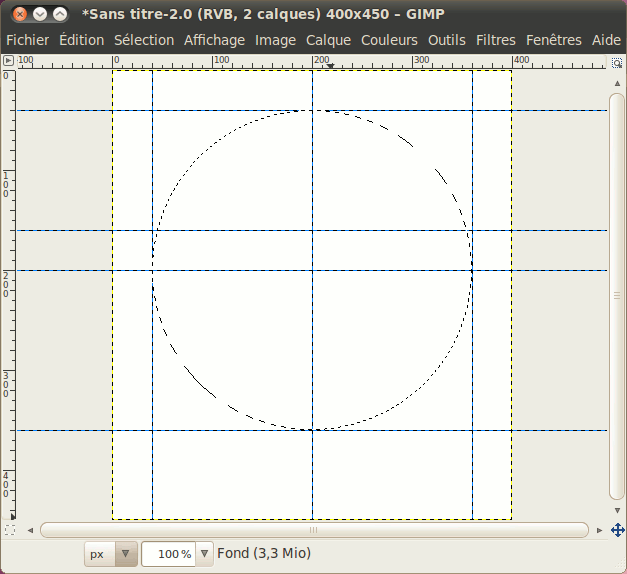 *Sans titre-2.0 (RVB, 2 calques) 400x450 – GIMP
Fichier Édition Sélection Affichage Image Calque Couleurs Outils Filtres Fenêtres Aide
-100 0 100 200 300 400
0
100
200
300
400
px 100 % Fond (3,3 Mio)